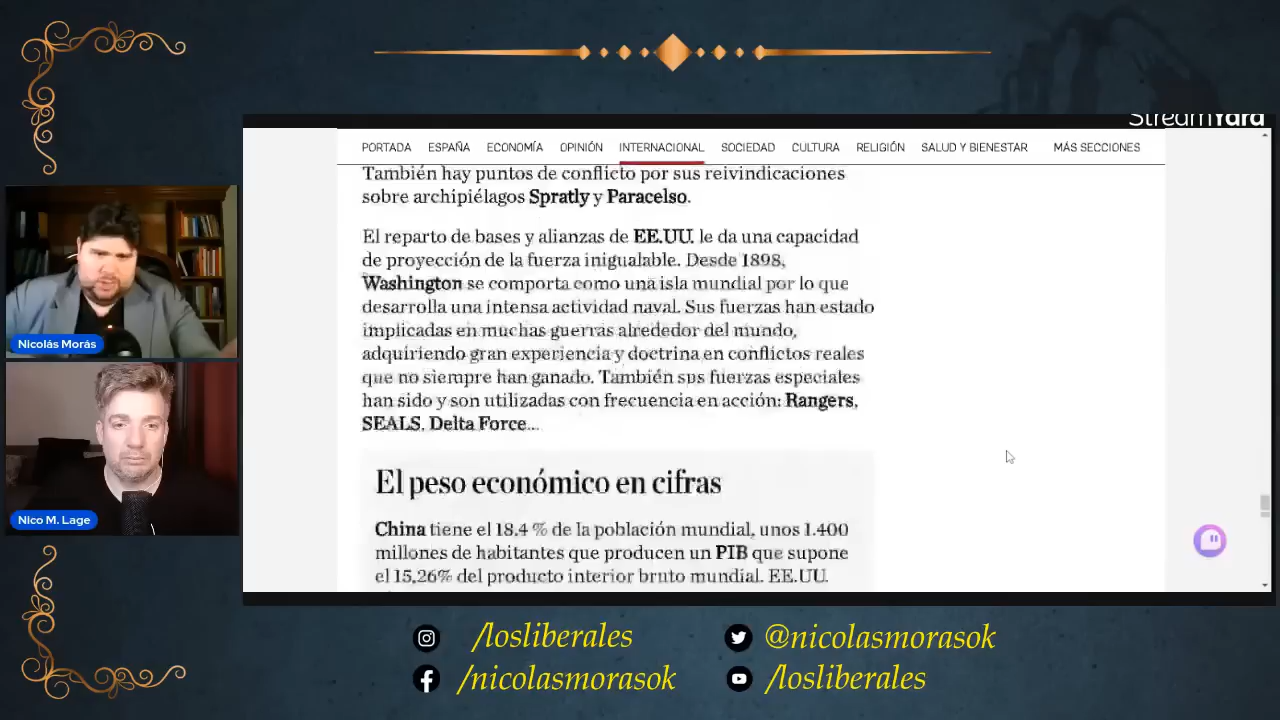 StreamYard
PORTADA ESPAÑA ECONOMÍA OPINIÓN INTERNACIONAL SOCIEDAD CULTURA RELIGIÓN SALUD Y BIENESTAR MÁS SECCIONES
También hay puntos de conflicto por sus reivindicaciones
sobre archipiélagos Spratly y Paracelso.
El reparto de bases y alianzas de EE.UU. le da una capacidad
de proyección de la fuerza inigualable. Desde 1898,
Washington se comporta como una isla mundial por lo que
desarrolla una intensa actividad naval. Sus fuerzas han estado
implicadas en muchas guerras alrededor del mundo,
adquiriendo gran experiencia y doctrina en conflictos reales
que no siempre han ganado. También sus fuerzas especiales
han sido y son utilizadas con frecuencia en acción: Rangers,
SEALS, Delta Force...
El peso económico en cifras
China tiene el 18,4 % de la población mundial, unos 1.400
millones de habitantes que producen un PIB que supone
el 15,26% del producto interior bruto mundial. EE.UU.
Nicolás Morás
Nico M. Lage
/losliberales
@nicolasmorasok
/nicolasmorasok
/losliberales